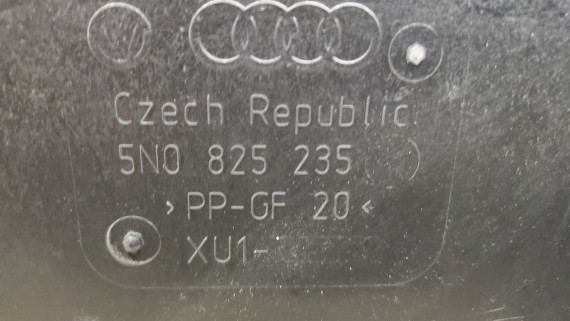 Czech Republic
5N0 825 235
>PP-GF 20<
XU1-